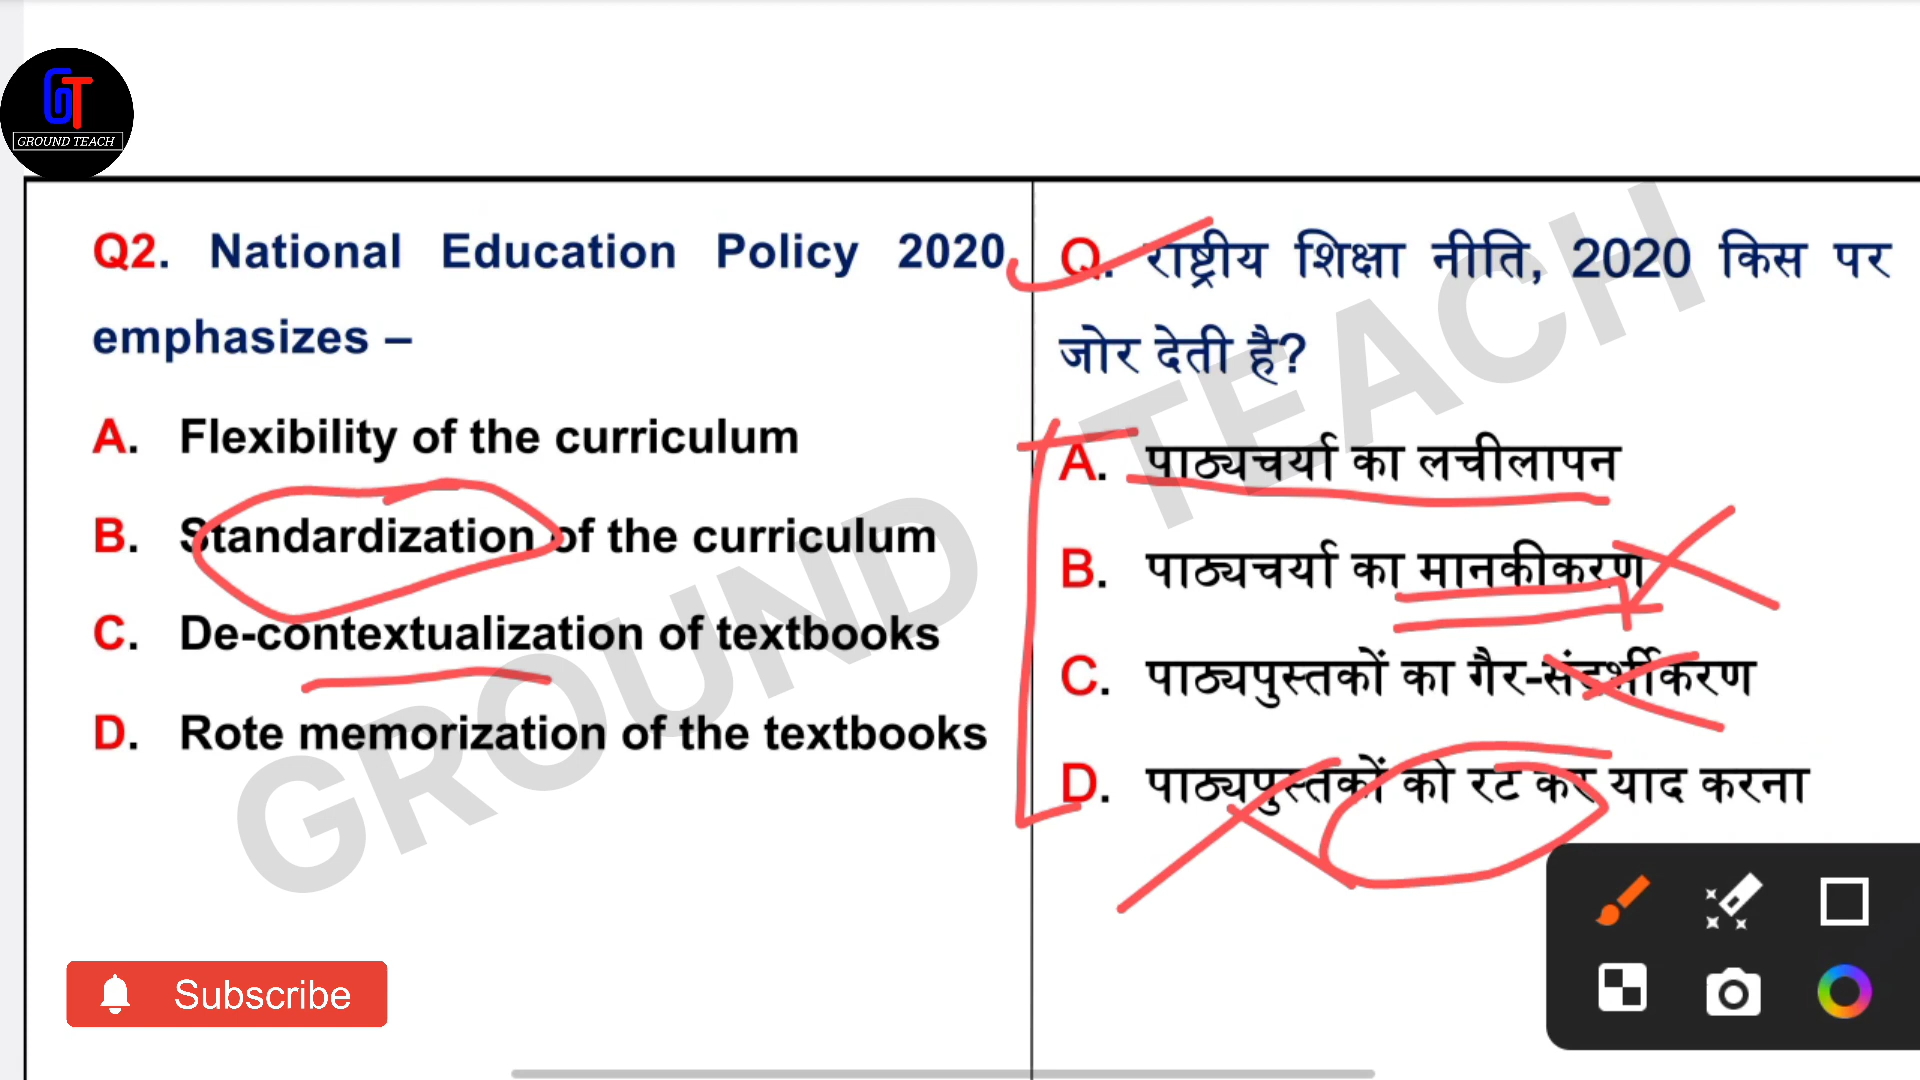 GT
GROUND TEACH
Q2. National Education Policy 2020
emphasizes –
A. Flexibility of the curriculum
B. Standardization of the curriculum
C. De-contextualization of textbooks
D. Rote memorization of the textbooks
Q. राष्ट्रीय शिक्षा नीति, 2020 किस पर
जोर देती है?
A. पाठ्यचर्या का लचीलापन
B. पाठ्यचर्या का मानकीकरण
C. पाठ्यपुस्तकों का गैर-संदर्भीकरण
D. पाठ्यपुस्तकों को रट कर याद करना
GROUND TEACH
Subscribe